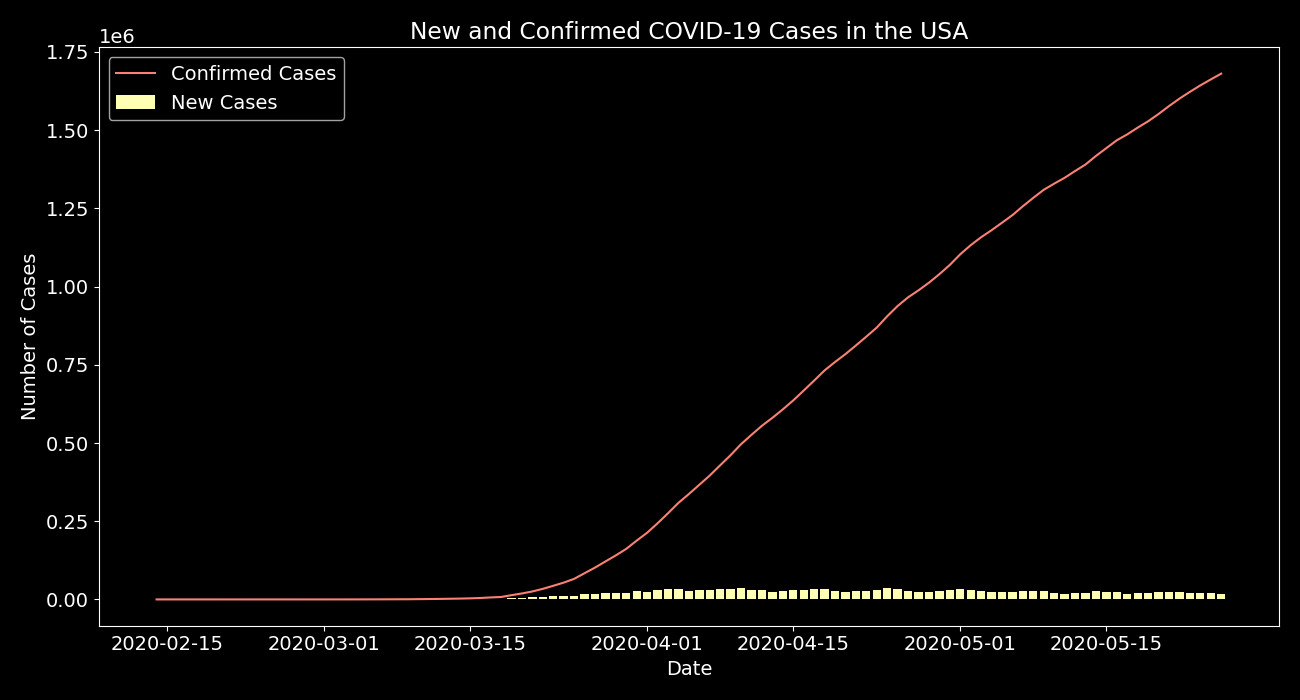 New and Confirmed COVID-19 Cases in the USA
1e6
Confirmed Cases
New Cases
1.75
1.50
1.25
1.00
0.75
0.50
0.25
0.00
Number of Cases
2020-02-15 2020-03-01 2020-03-15 2020-04-01 2020-04-15 2020-05-01 2020-05-15
Date